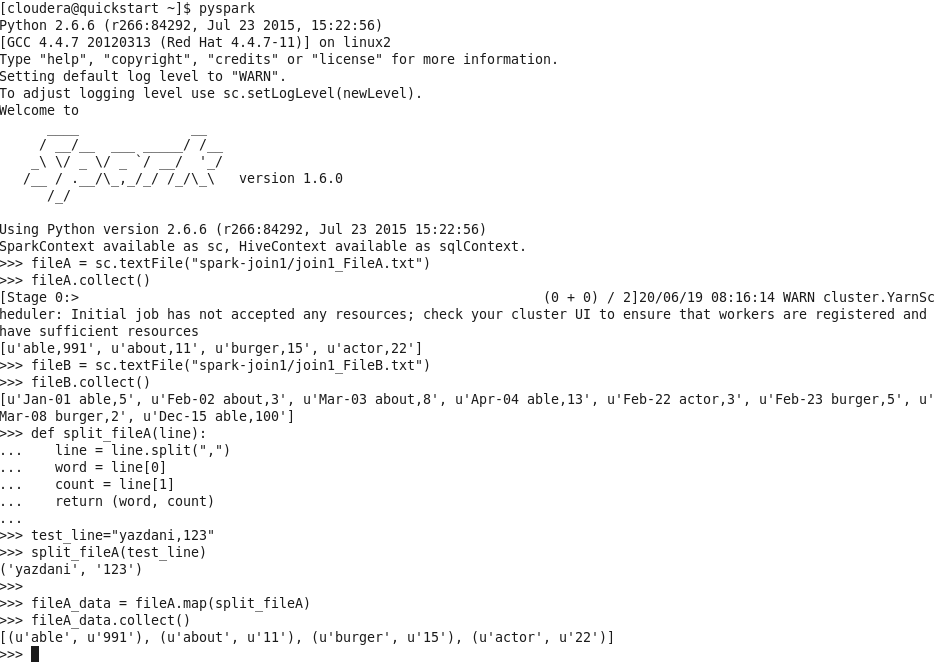 [cloudera@quickstart ~]$ pyspark
Python 2.6.6 (r266:84292, Jul 23 2015, 15:22:56)
[GCC 4.4.7 20120313 (Red Hat 4.4.7-11)] on linux2
Type "help", "copyright", "credits" or "license" for more information.
Setting default log level to "WARN".
To adjust logging level use sc.setLogLevel(newLevel).
Welcome to
      ____              __
     / __/__  ___ _____/ /__
    _\ \/ _ \/ _ `/ __/  '_/
   /__ / .__/\_,_/_/ /_/\_\   version 1.6.0
      /_/

Using Python version 2.6.6 (r266:84292, Jul 23 2015 15:22:56)
SparkContext available as sc, HiveContext available as sqlContext.
>>> fileA = sc.textFile("spark-join1/join1_FileA.txt")
>>> fileA.collect()
[Stage 0:>                                                          (0 + 0) / 2]20/06/19 08:16:14 WARN cluster.YarnSc
heduler: Initial job has not accepted any resources; check your cluster UI to ensure that workers are registered and
have sufficient resources
[u'able,991', u'about,11', u'burger,15', u'actor,22']
>>> fileB = sc.textFile("spark-join1/join1_FileB.txt")
>>> fileB.collect()
[u'Jan-01 able,5', u'Feb-02 about,3', u'Mar-03 about,8', u'Apr-04 able,13', u'Feb-22 actor,3', u'Feb-23 burger,5', u'
Mar-08 burger,2', u'Dec-15 able,100']
>>> def split_fileA(line):
...    line = line.split(",")
...    word = line[0]
...    count = line[1]
...    return (word, count)
...
>>> test_line="yazdani,123"
>>> split_fileA(test_line)
('yazdani', '123')
>>>
>>> fileA_data = fileA.map(split_fileA)
>>> fileA_data.collect()
[(u'able', u'991'), (u'about', u'11'), (u'burger', u'15'), (u'actor', u'22')]
>>>